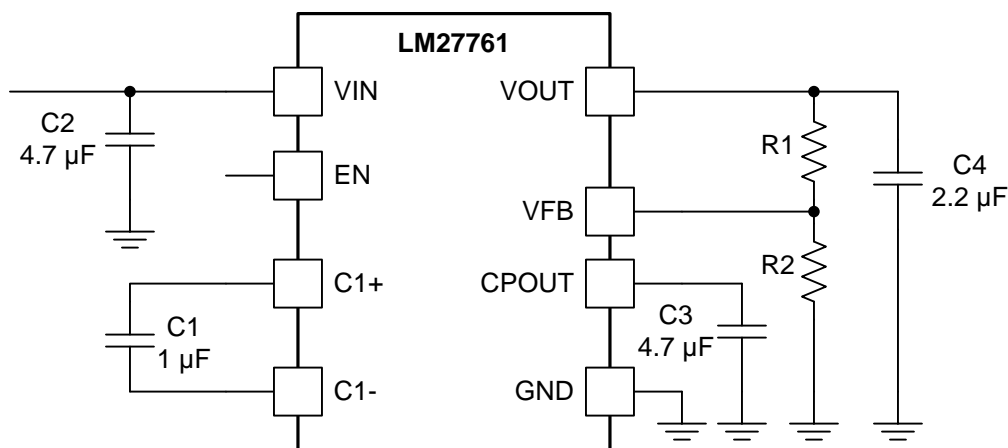 LM27761
VIN
VOUT
C2
4.7 µF
R1
EN
C4
2.2 µF
VFB
R2
C1+
CPOUT
C1
1 µF
C3
4.7 µF
C1-
GND